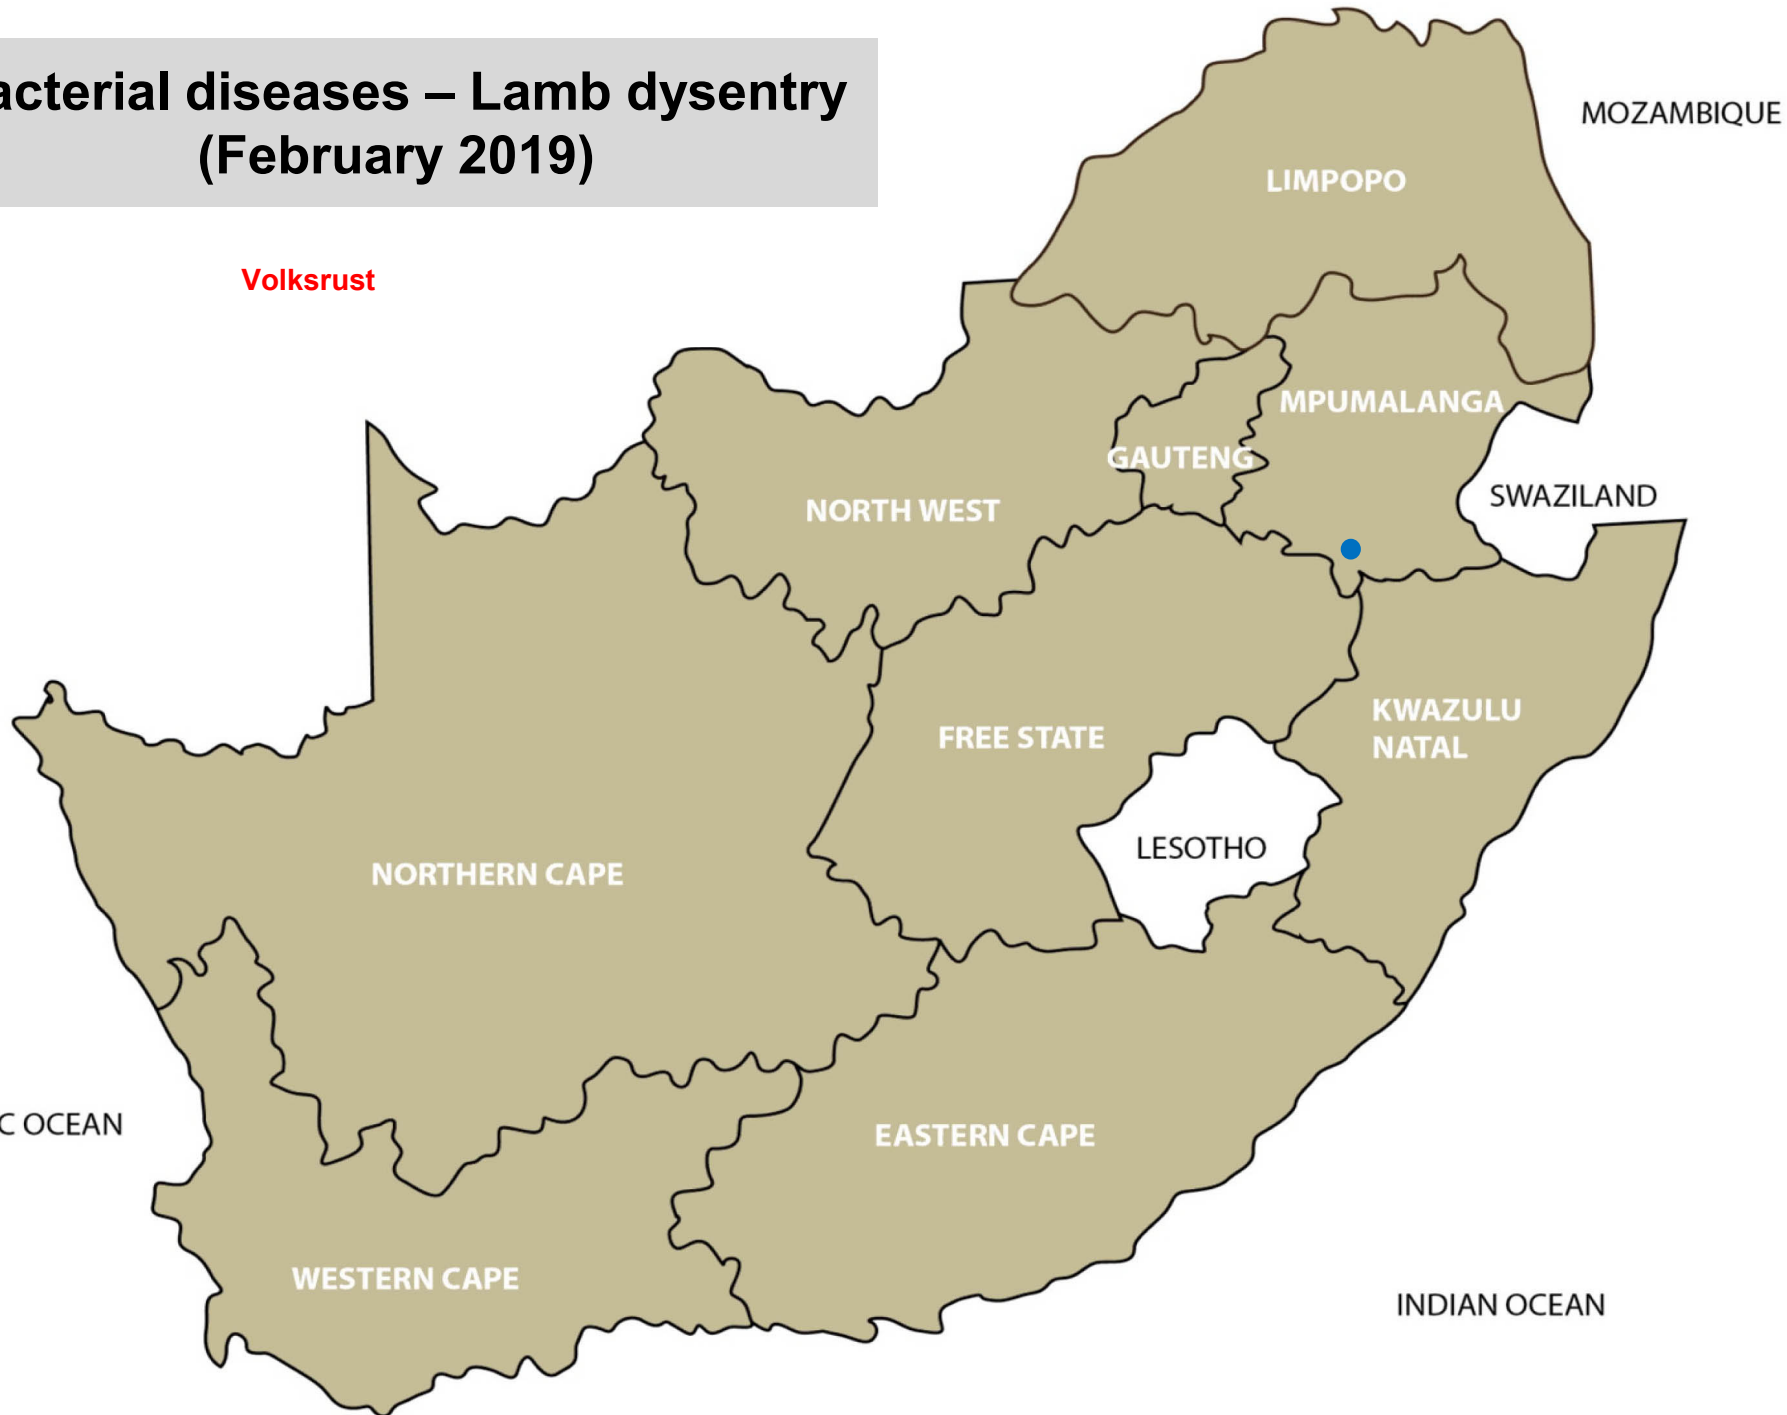 acterial diseases – Lamb dysentry
(February 2019)
MOZAMBIQUE
LIMPOPO
Volksrust
MPUMALANGA
GAUTENG
SWAZILAND
NORTH WEST
KWAZULU
NATAL
FREE STATE
LESOTHO
NORTHERN CAPE
C OCEAN
EASTERN CAPE
WESTERN CAPE
INDIAN OCEAN